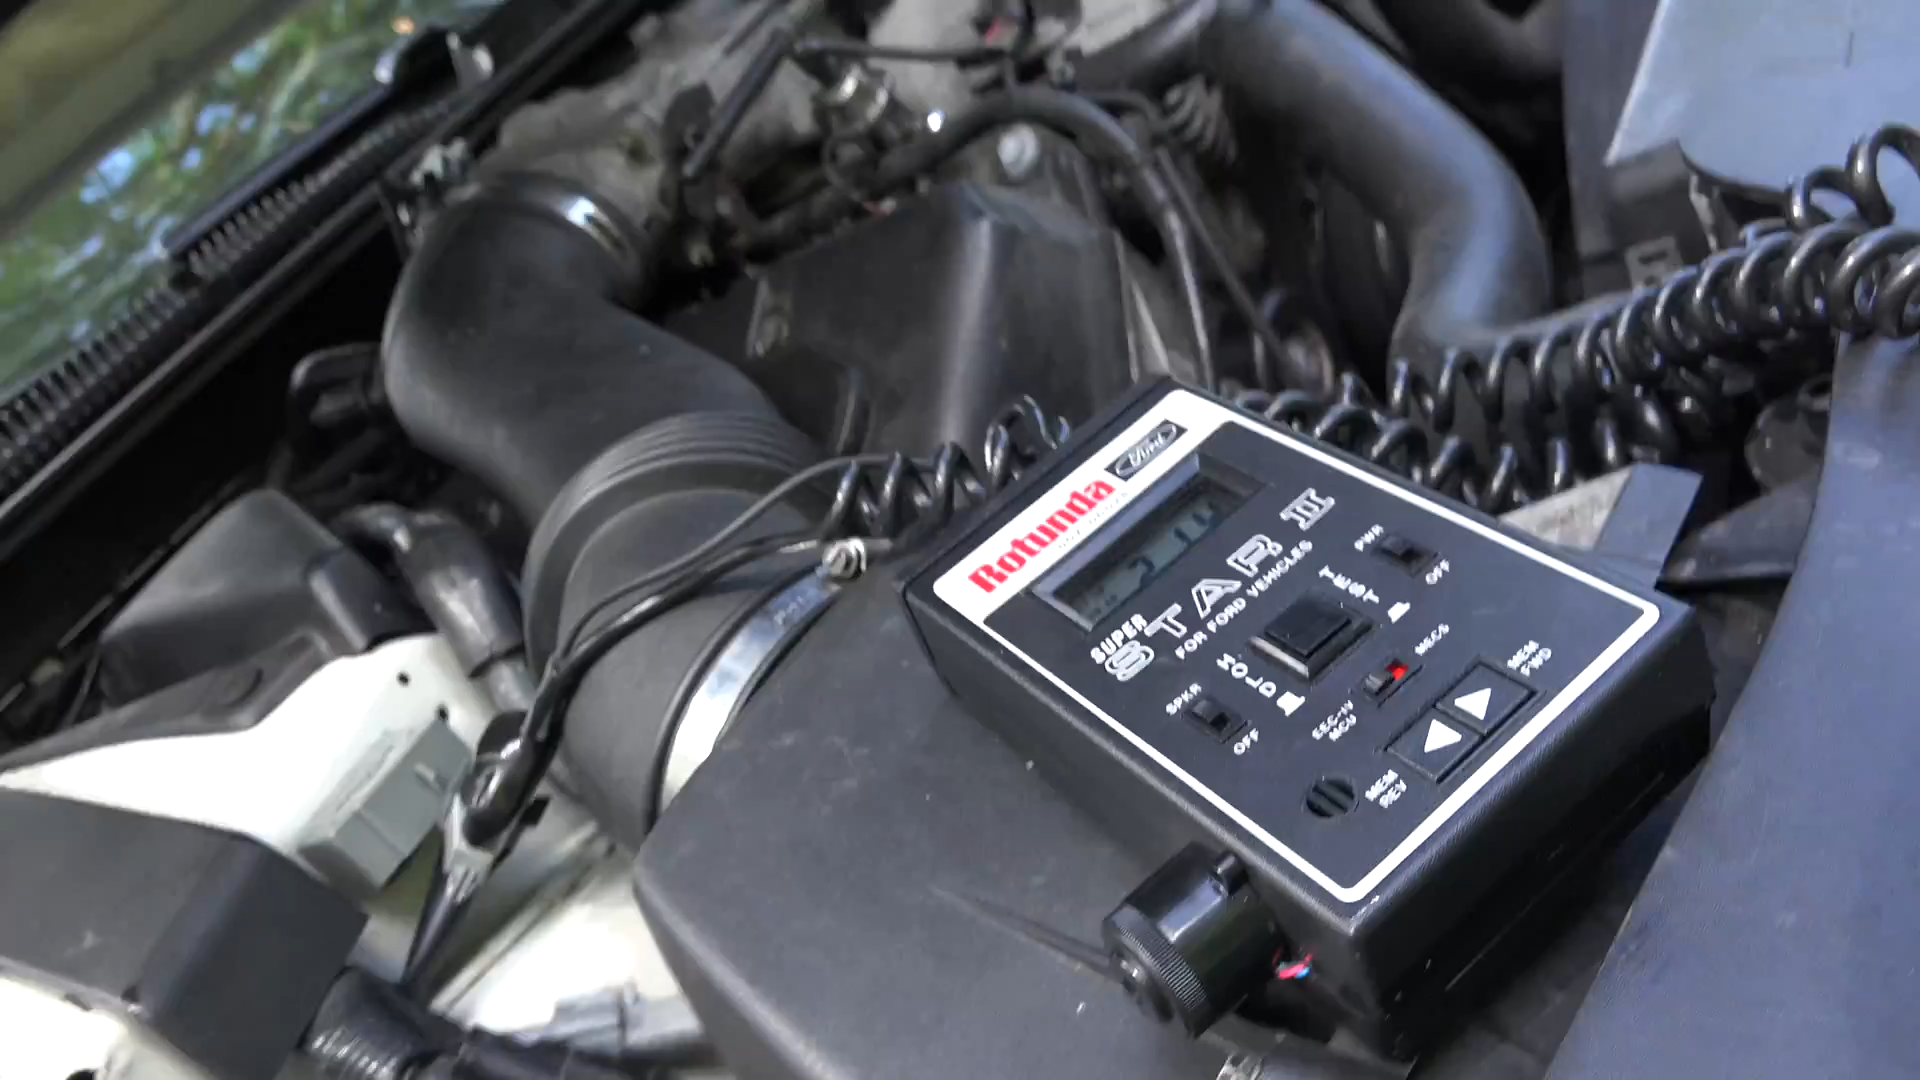 Rotunda
Ford
SUPER
STAR II
FOR FORD VEHICLES
PWR
OFF
TEST
HOLD
MECS
EEC-IV
MCU
SPKR
OFF
MEM
FWD
MEM
REV